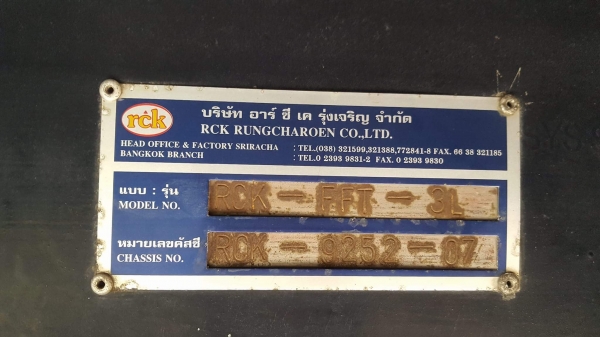 rck
บริษัท อาร์ ซี เค รุ่งเจริญ จำกัด
RCK RUNGCHAROEN CO.,LTD.
HEAD OFFICE & FACTORY SRIRACHA : TEL.(038) 321599,321388,772841-8 FAX. 66 38 321185
BANGKOK BRANCH : TEL.0 2393 9831-2 FAX. 0 2393 9830
แบบ : รุ่น
MODEL NO. RCK - FFT - 3L
หมายเลขคัสซี
CHASSIS NO. RCK - 9252 - 07